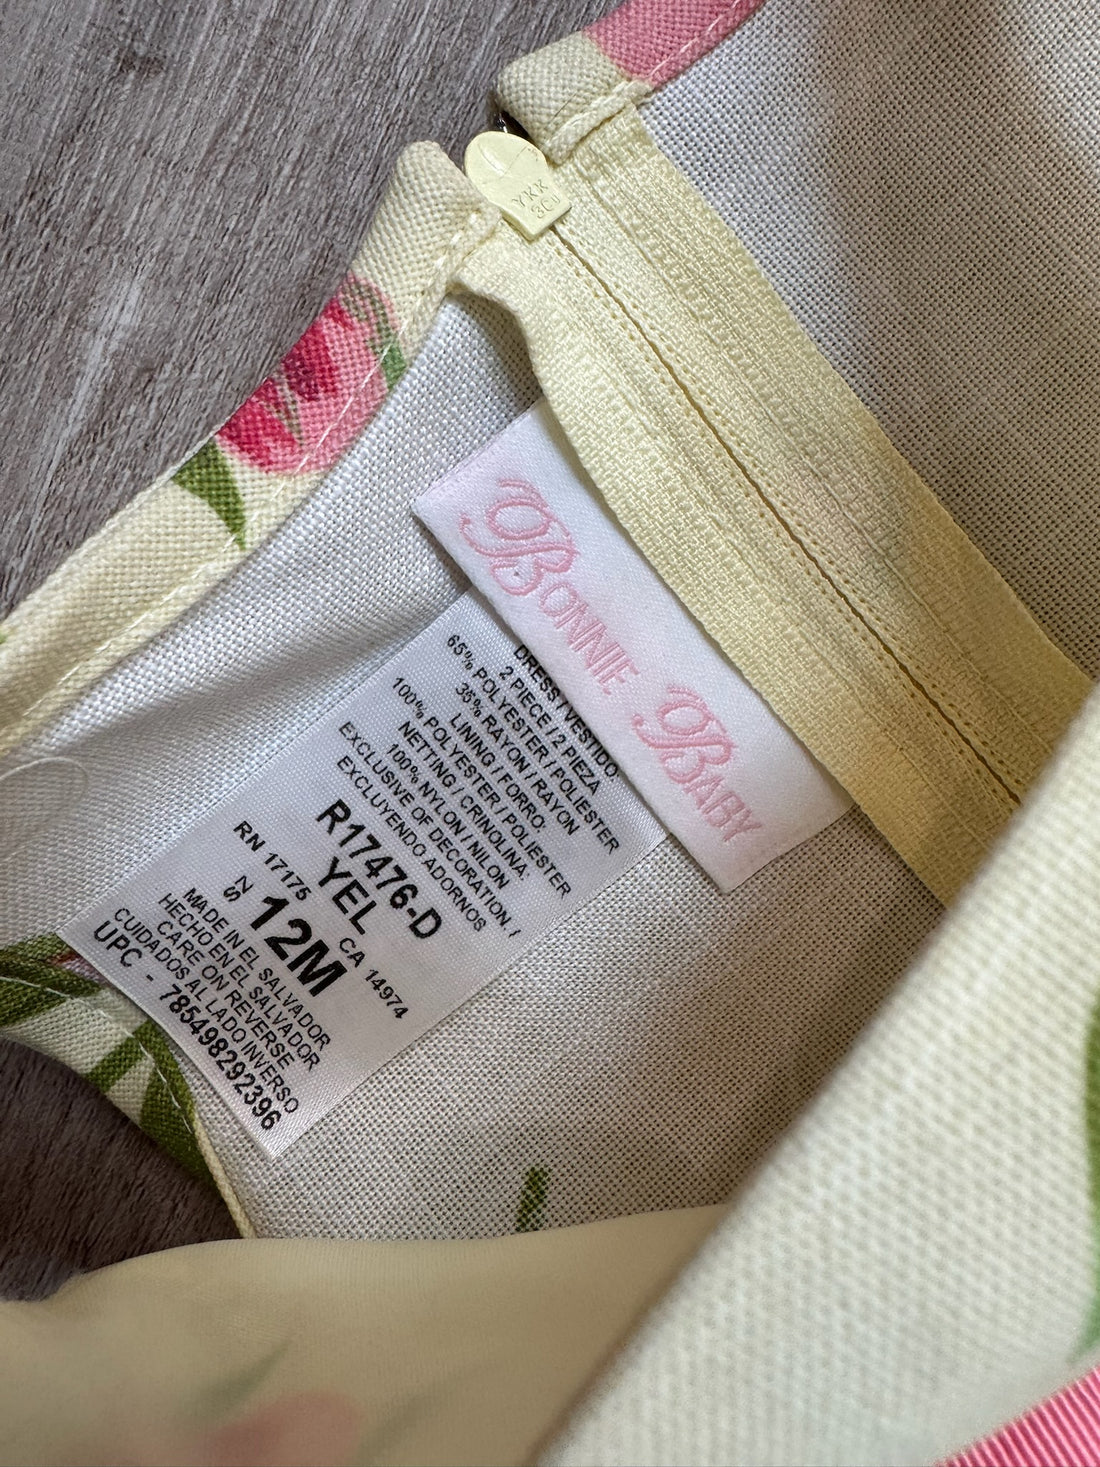 YKK
3Cu
BONNIE BABY
DRESS / VESTIDO:
2 PIECE / 2 PIEZA
65% POLYESTER / POLIESTER
35% RAYON / RAYON
LINING / FORRO:
100% POLYESTER / POLIESTER
NETTING / CRINOLINA:
100% NYLON / NILON
EXCLUSIVE OF DECORATION /
EXCLUYENDO ADORNOS
R17476-D
YEL
RN 17175 CA 14974
SZ 12M
MADE IN EL SALVADOR
HECHO EN EL SALVADOR
CARE ON REVERSE
CUIDADOS AL LADO INVERSO
UPC - 785498292396